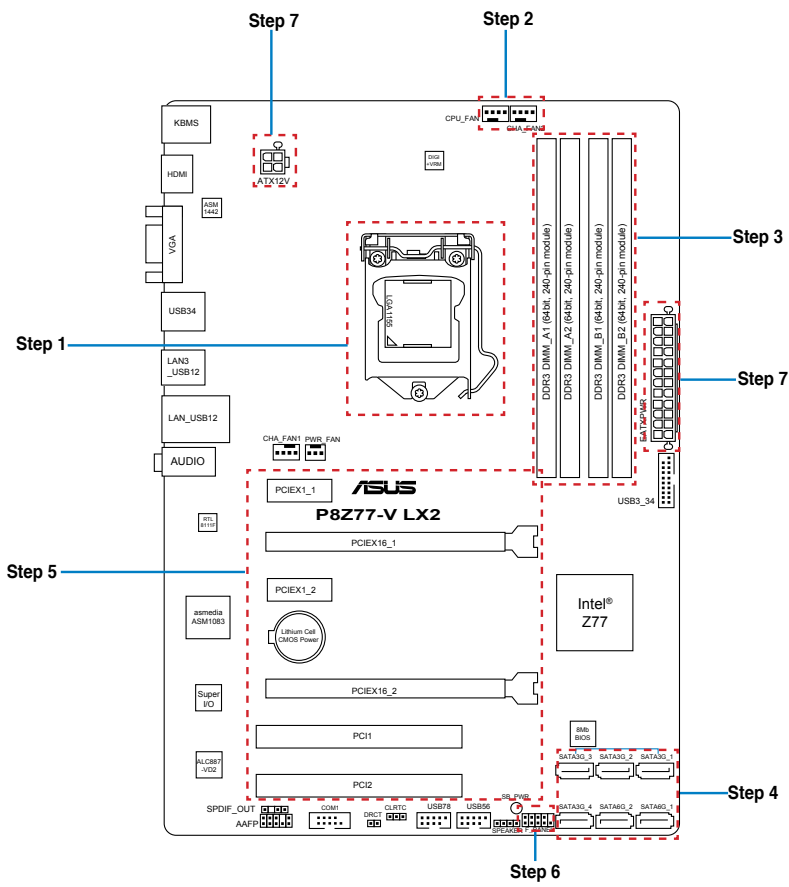 Step 7
Step 2
KBMS
CPU_FAN
CHA_FAN2
HDMI
ATX12V
DIGI
+VRM
ASM
1442
VGA
LGA1155
DDR3 DIMM_A1 (64bit, 240-pin module)
DDR3 DIMM_A2 (64bit, 240-pin module)
DDR3 DIMM_B1 (64bit, 240-pin module)
DDR3 DIMM_B2 (64bit, 240-pin module)
Step 3
USB34
Step 1
LAN3
_USB12
EATXPWR
Step 7
LAN_USB12
CHA_FAN1
PWR_FAN
AUDIO
PCIEX1_1
ASUS
USB3_34
P8Z77-V LX2
RTL
8111F
PCIEX16_1
Step 5
PCIEX1_2
asmedia
ASM1083
Lithium Cell
CMOS Power
Intel®
Z77
Super
I/O
PCIEX16_2
PCI1
8Mb
BIOS
ALC887
-VD2
SATA3G_3
SATA3G_2
SATA3G_1
PCI2
Step 4
SB_PWR
SPDIF_OUT
COM1
CLRTC
DRCT
USB78
USB56
SATA3G_4
SATA6G_2
SATA6G_1
AAFP
SPEAKER
F_PANEL
Step 6